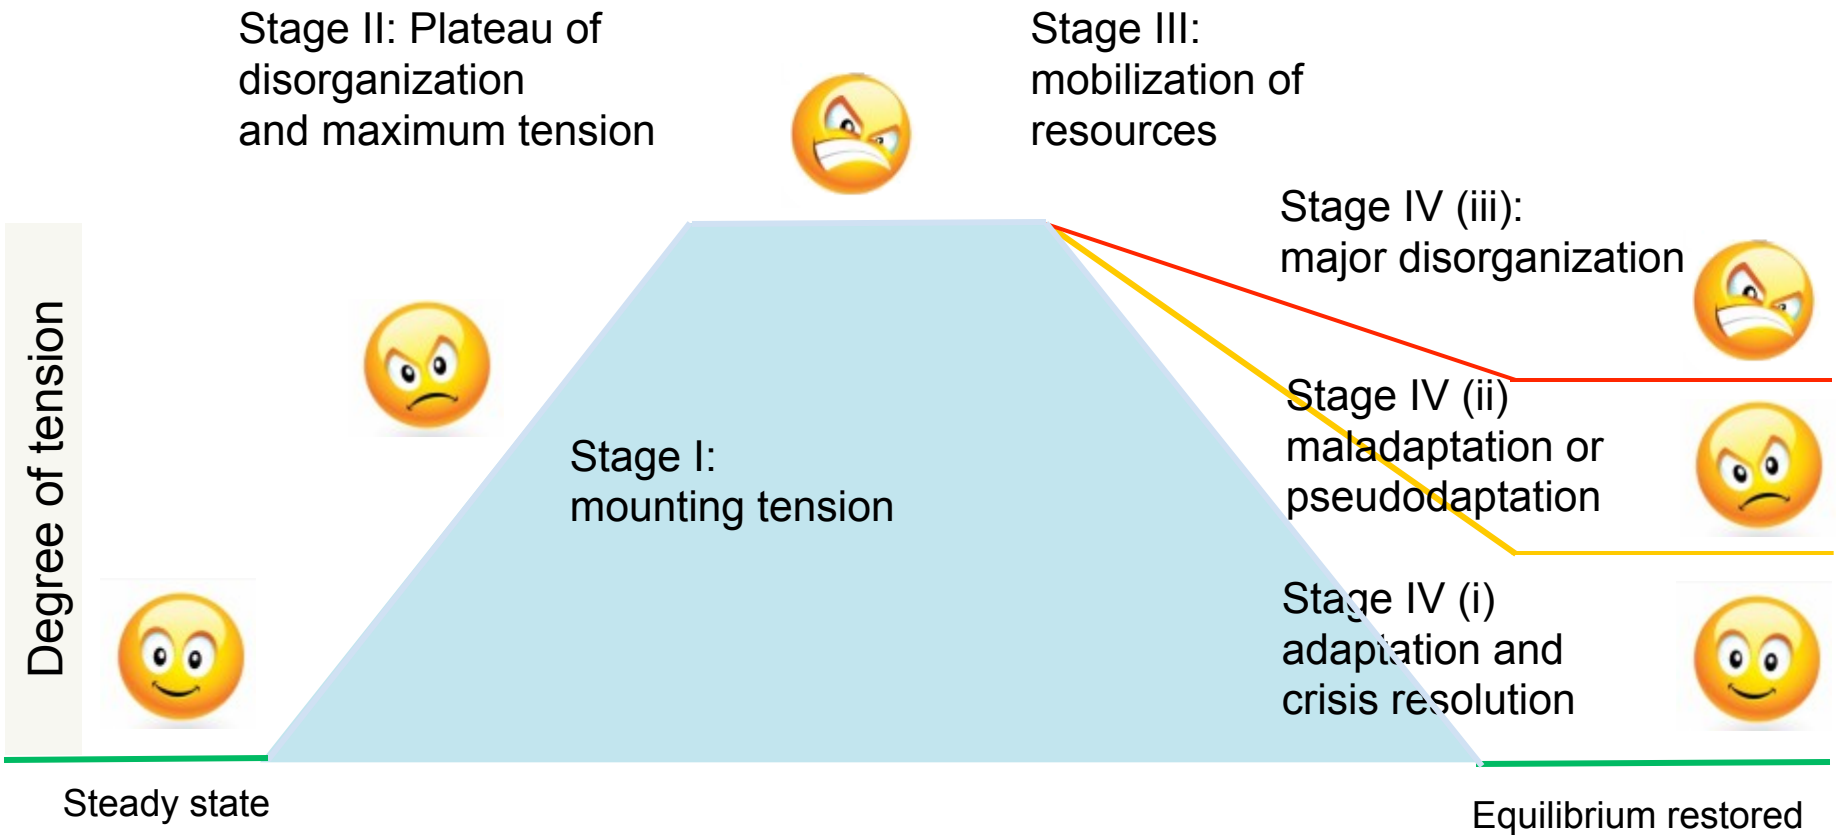 Stage II: Plateau of
disorganization
and maximum tension
Stage III:
mobilization of
resources
Stage IV (iii):
major disorganization
Degree of tension
Stage I:
mounting tension
Stage IV (ii)
maladaptation or
pseudodaptation
Stage IV (i)
adaptation and
crisis resolution
Steady state
Equilibrium restored